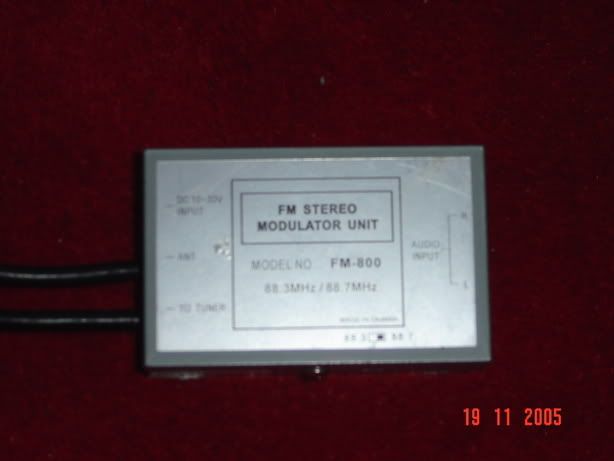 DC 10-30V
INPUT
ANT
TO TUNER
FM STEREO
MODULATOR UNIT
MODEL NO. FM-800
88.3MHz / 88.7MHz
AUDIO
INPUT
R
L
88.3 88.7
19 11 2005